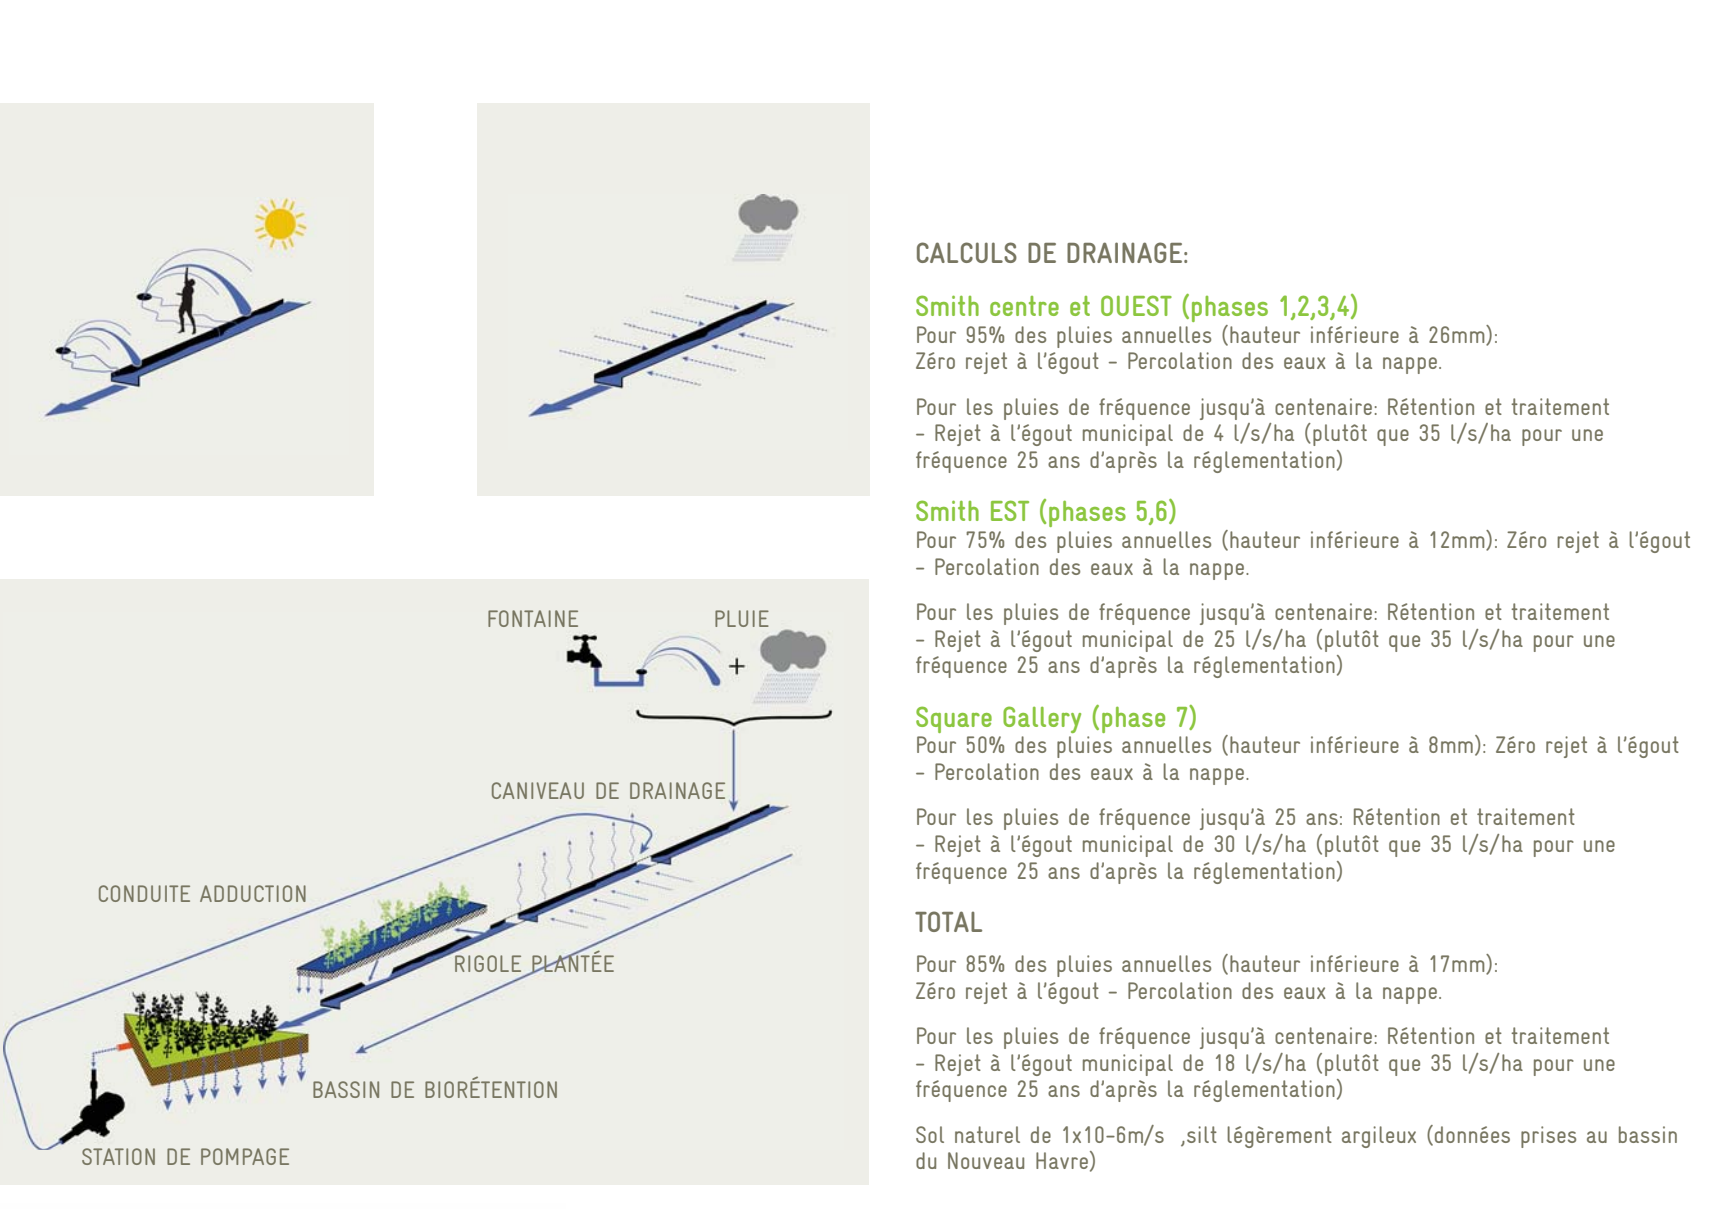 FONTAINE
PLUIE
CANIVEAU DE DRAINAGE
CONDUITE ADDUCTION
RIGOLE PLANTÉE
BASSIN DE BIORÉTENTION
STATION DE POMPAGE
CALCULS DE DRAINAGE:
Smith centre et OUEST (phases 1,2,3,4)
Pour 95% des pluies annuelles (hauteur inférieure à 26mm):
Zéro rejet à l'égout - Percolation des eaux à la nappe.
Pour les pluies de fréquence jusqu'à centenaire: Rétention et traitement
- Rejet à l'égout municipal de 4 l/s/ha (plutôt que 35 l/s/ha pour une
fréquence 25 ans d'après la réglementation)
Smith EST (phases 5,6)
Pour 75% des pluies annuelles (hauteur inférieure à 12mm): Zéro rejet à l'égout
- Percolation des eaux à la nappe.
Pour les pluies de fréquence jusqu'à centenaire: Rétention et traitement
- Rejet à l'égout municipal de 25 l/s/ha (plutôt que 35 l/s/ha pour une
fréquence 25 ans d'après la réglementation)
Square Gallery (phase 7)
Pour 50% des pluies annuelles (hauteur inférieure à 8mm): Zéro rejet à l'égout
- Percolation des eaux à la nappe.
Pour les pluies de fréquence jusqu'à 25 ans: Rétention et traitement
- Rejet à l'égout municipal de 30 l/s/ha (plutôt que 35 l/s/ha pour une
fréquence 25 ans d'après la réglementation)
TOTAL
Pour 85% des pluies annuelles (hauteur inférieure à 17mm):
Zéro rejet à l'égout - Percolation des eaux à la nappe.
Pour les pluies de fréquence jusqu'à centenaire: Rétention et traitement
- Rejet à l'égout municipal de 18 l/s/ha (plutôt que 35 l/s/ha pour une
fréquence 25 ans d'après la réglementation)
Sol naturel de 1x10-6m/s ,silt légèrement argileux (données prises au bassin
du Nouveau Havre)